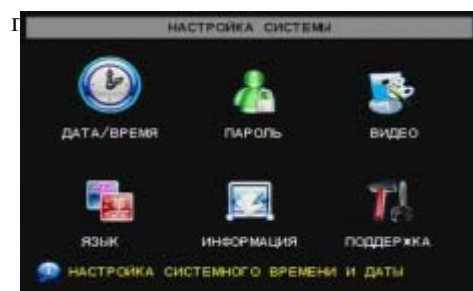 п
НАСТРОЙКА СИСТЕМЫ
ДАТА/ВРЕМЯ ПАРОЛЬ ВИДЕО
ЯЗЫК ИНФОРМАЦИЯ ПОДДЕРЖКА
НАСТРОЙКА СИСТЕМНОГО ВРЕМЕНИ И ДАТЫ